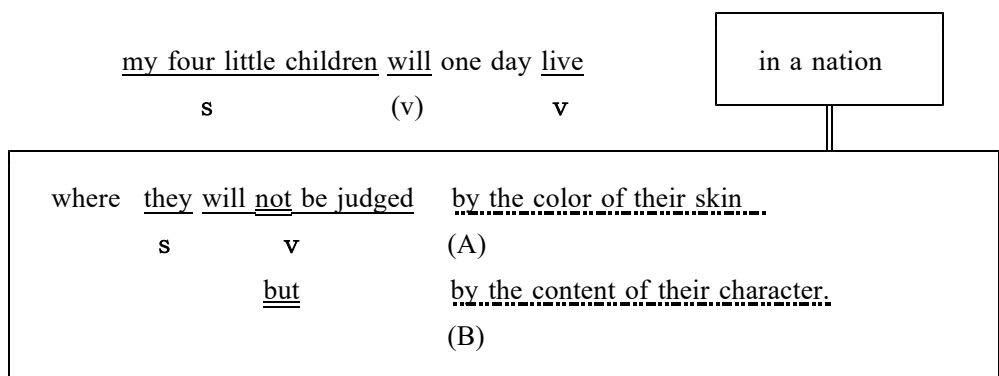 my four little children will one day live in a nation
s (v) v
where they will not be judged by the color of their skin
s v (A)
but by the content of their character.
(B)